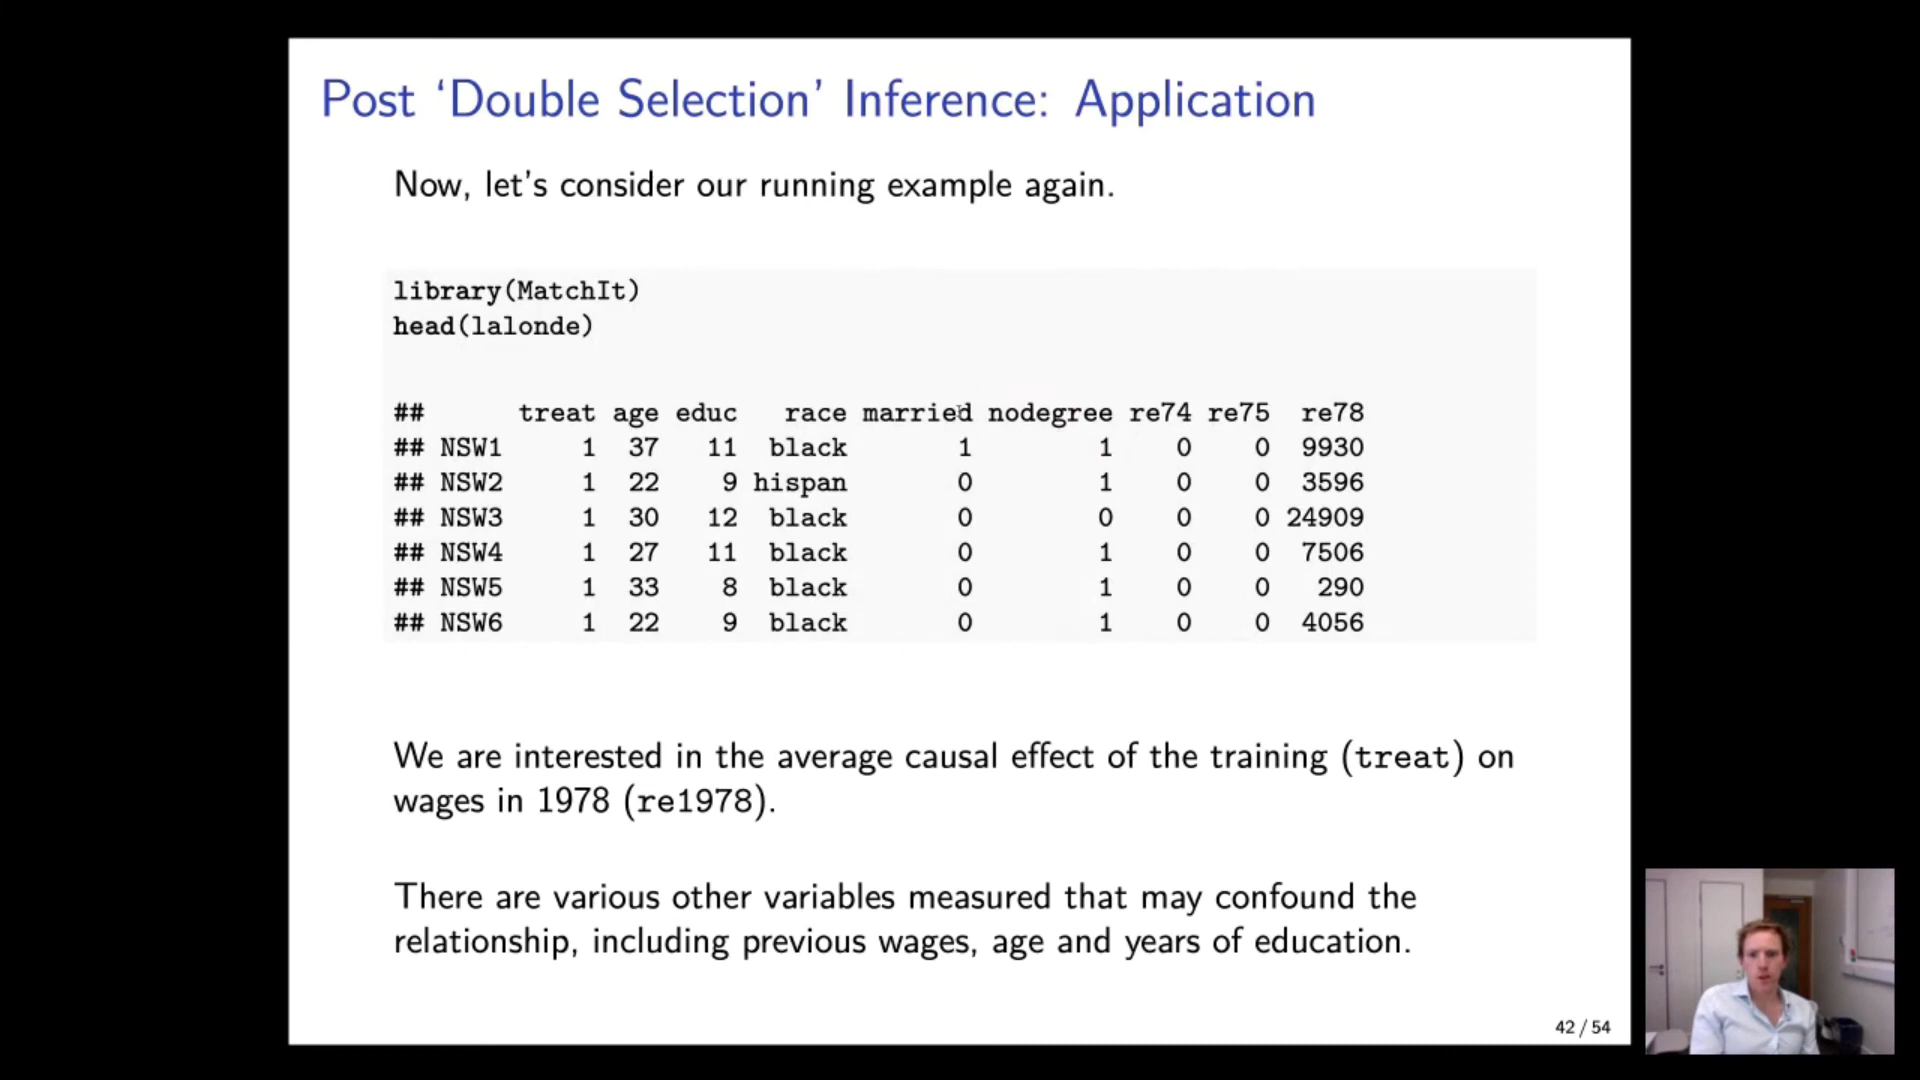 Post ‘Double Selection’ Inference: Application
Now, let's consider our running example again.
library(MatchIt)
head(lalonde)
## treat age educ race married nodegree re74 re75 re78
## NSW1 1 37 11 black 1 1 0 0 9930
## NSW2 1 22 9 hispan 0 1 0 0 3596
## NSW3 1 30 12 black 0 0 0 0 24909
## NSW4 1 27 11 black 0 1 0 0 7506
## NSW5 1 33 8 black 0 1 0 0 290
## NSW6 1 22 9 black 0 1 0 0 4056
We are interested in the average causal effect of the training (treat) on
wages in 1978 (re1978).
There are various other variables measured that may confound the
relationship, including previous wages, age and years of education.
42 / 54